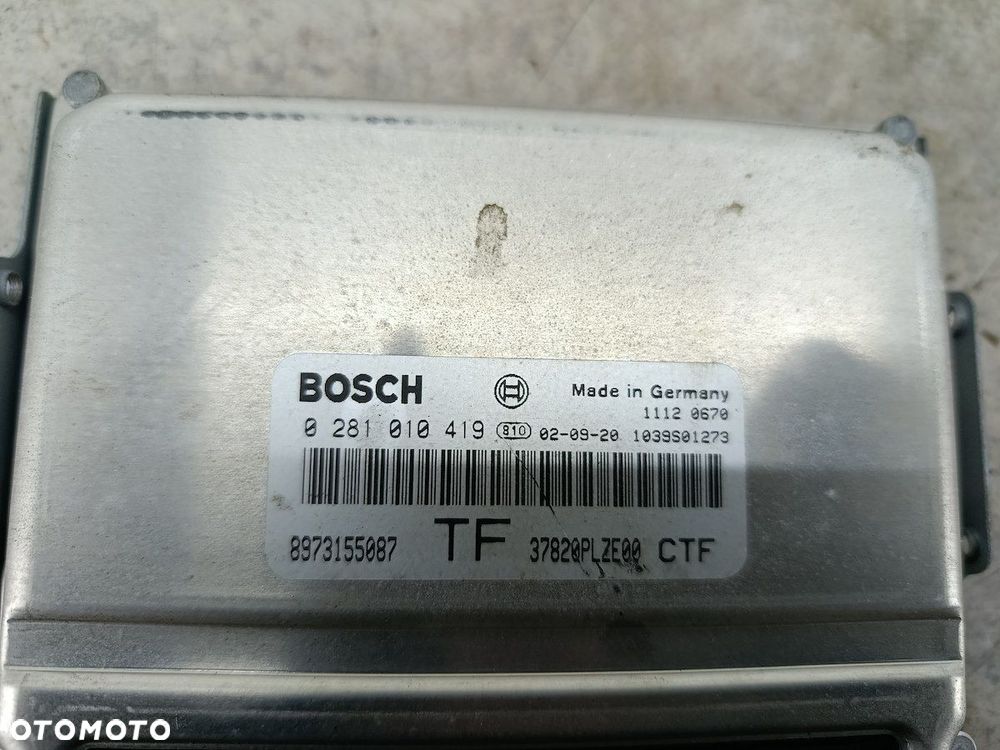 BOSCH Made in Germany
1112 0670
0 281 010 419 810 02-09-20 1039S01273
8973155087 TF 37820PLZE00 CTF
OTOMOTO